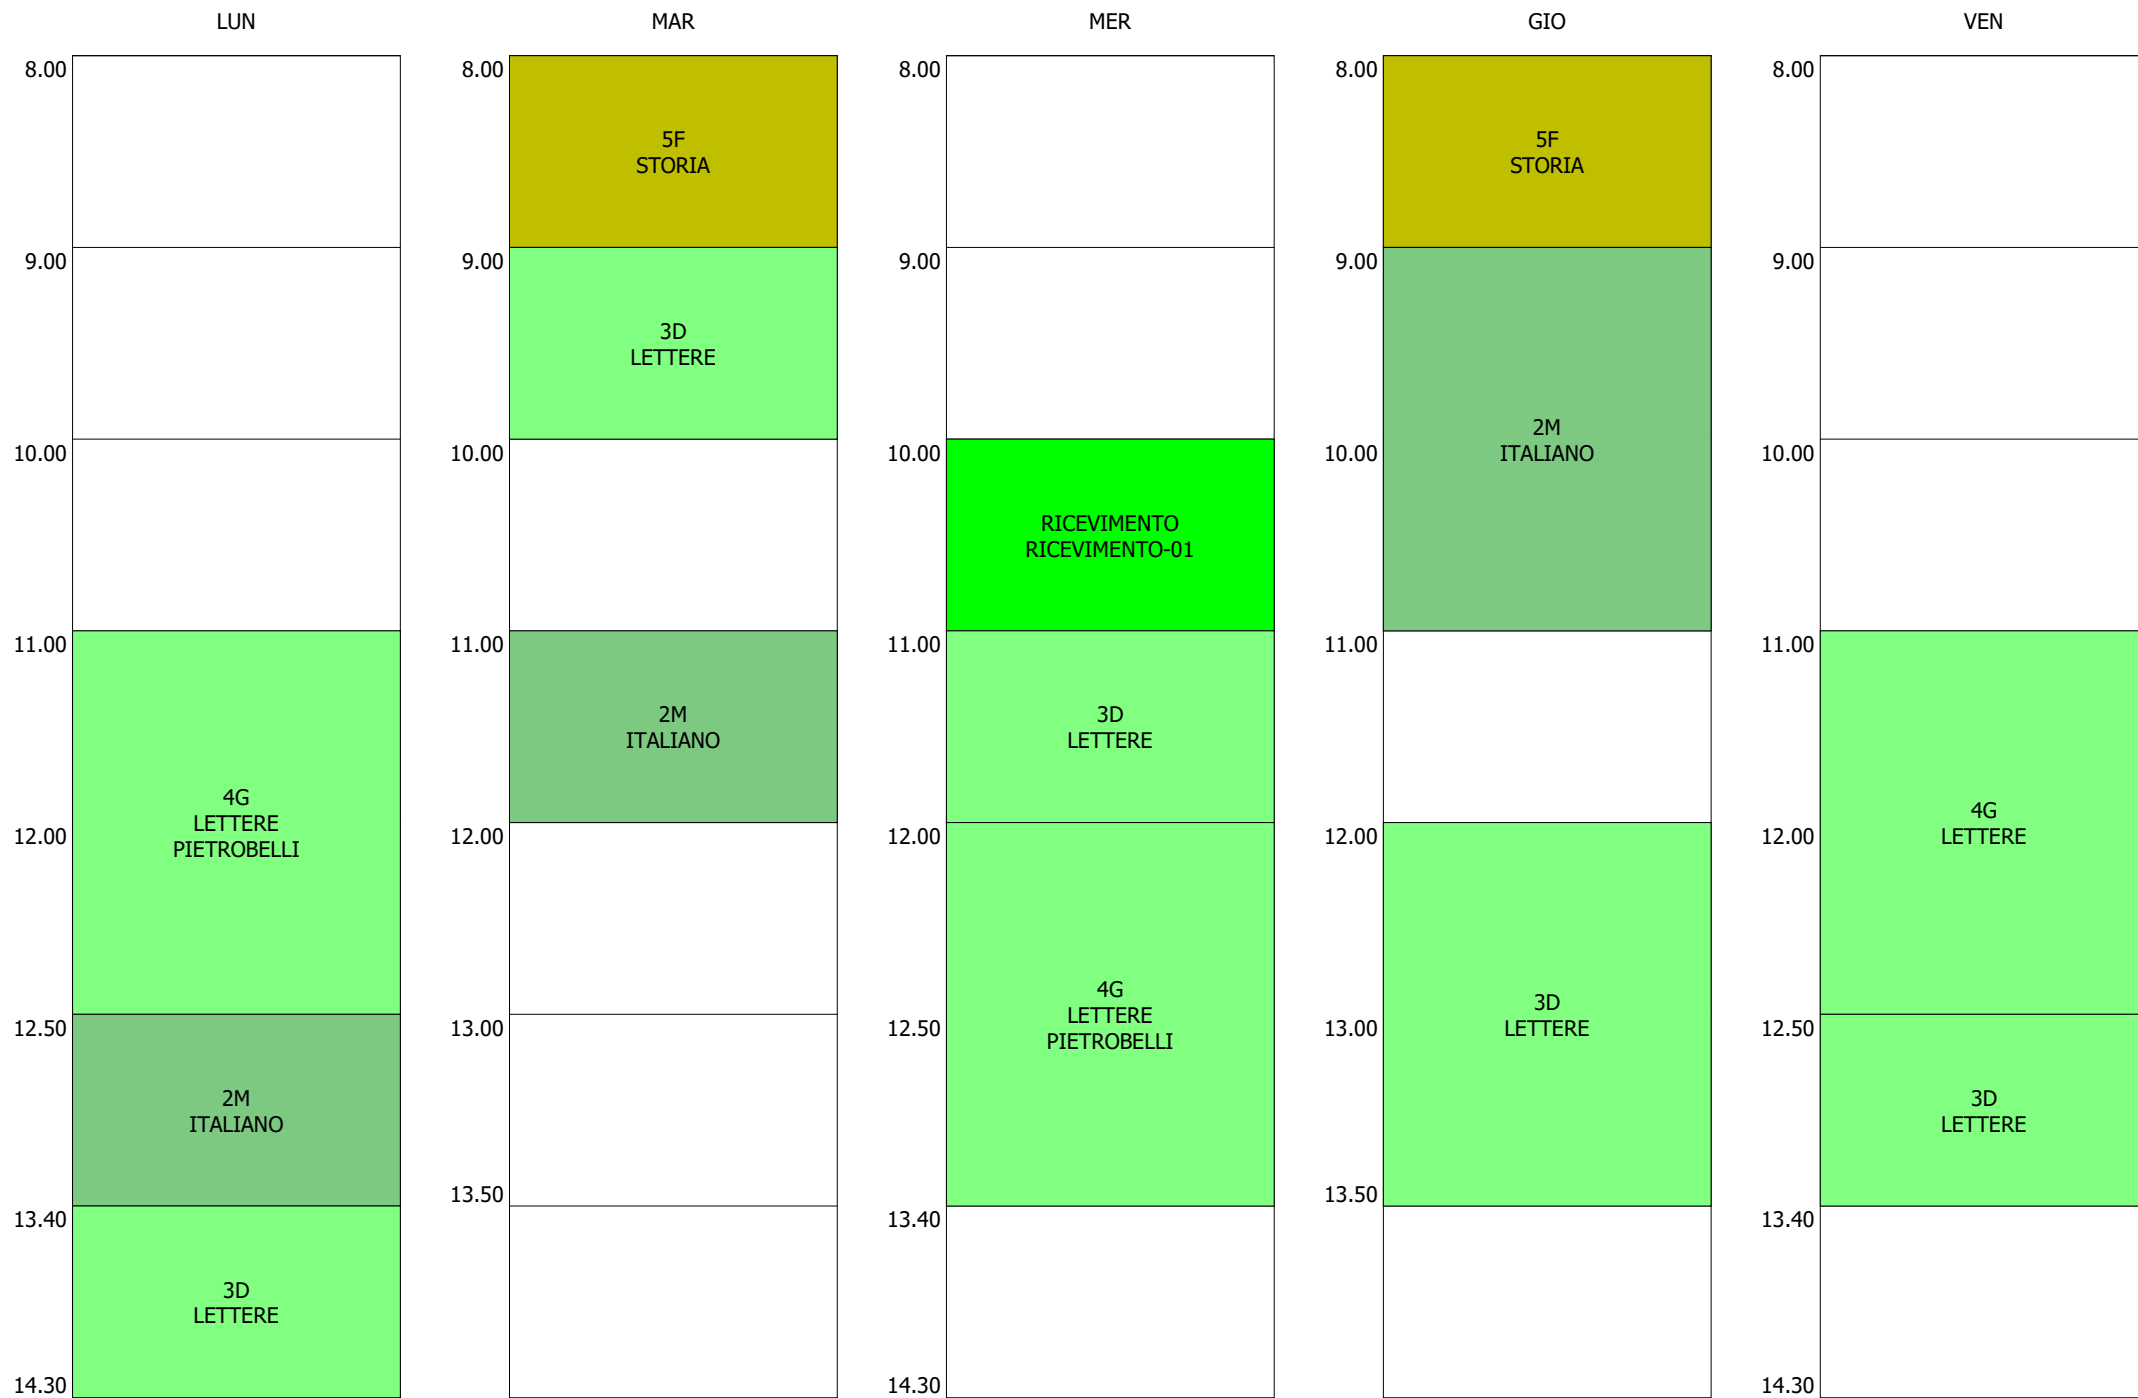 LUN
8.00
9.00
10.00
11.00
4G
LETTERE
PIETROBELLI
12.00
12.50
2M
ITALIANO
13.40
3D
LETTERE
14.30
MAR
8.00
5F
STORIA
9.00
3D
LETTERE
10.00
11.00
2M
ITALIANO
12.00
13.00
13.50
MER
8.00
9.00
10.00
RICEVIMENTO
RICEVIMENTO-01
11.00
3D
LETTERE
12.00
4G
LETTERE
PIETROBELLI
12.50
13.40
14.30
GIO
8.00
5F
STORIA
9.00
2M
ITALIANO
10.00
11.00
12.00
3D
LETTERE
13.00
13.50
VEN
8.00
9.00
10.00
11.00
4G
LETTERE
12.00
12.50
3D
LETTERE
13.40
14.30